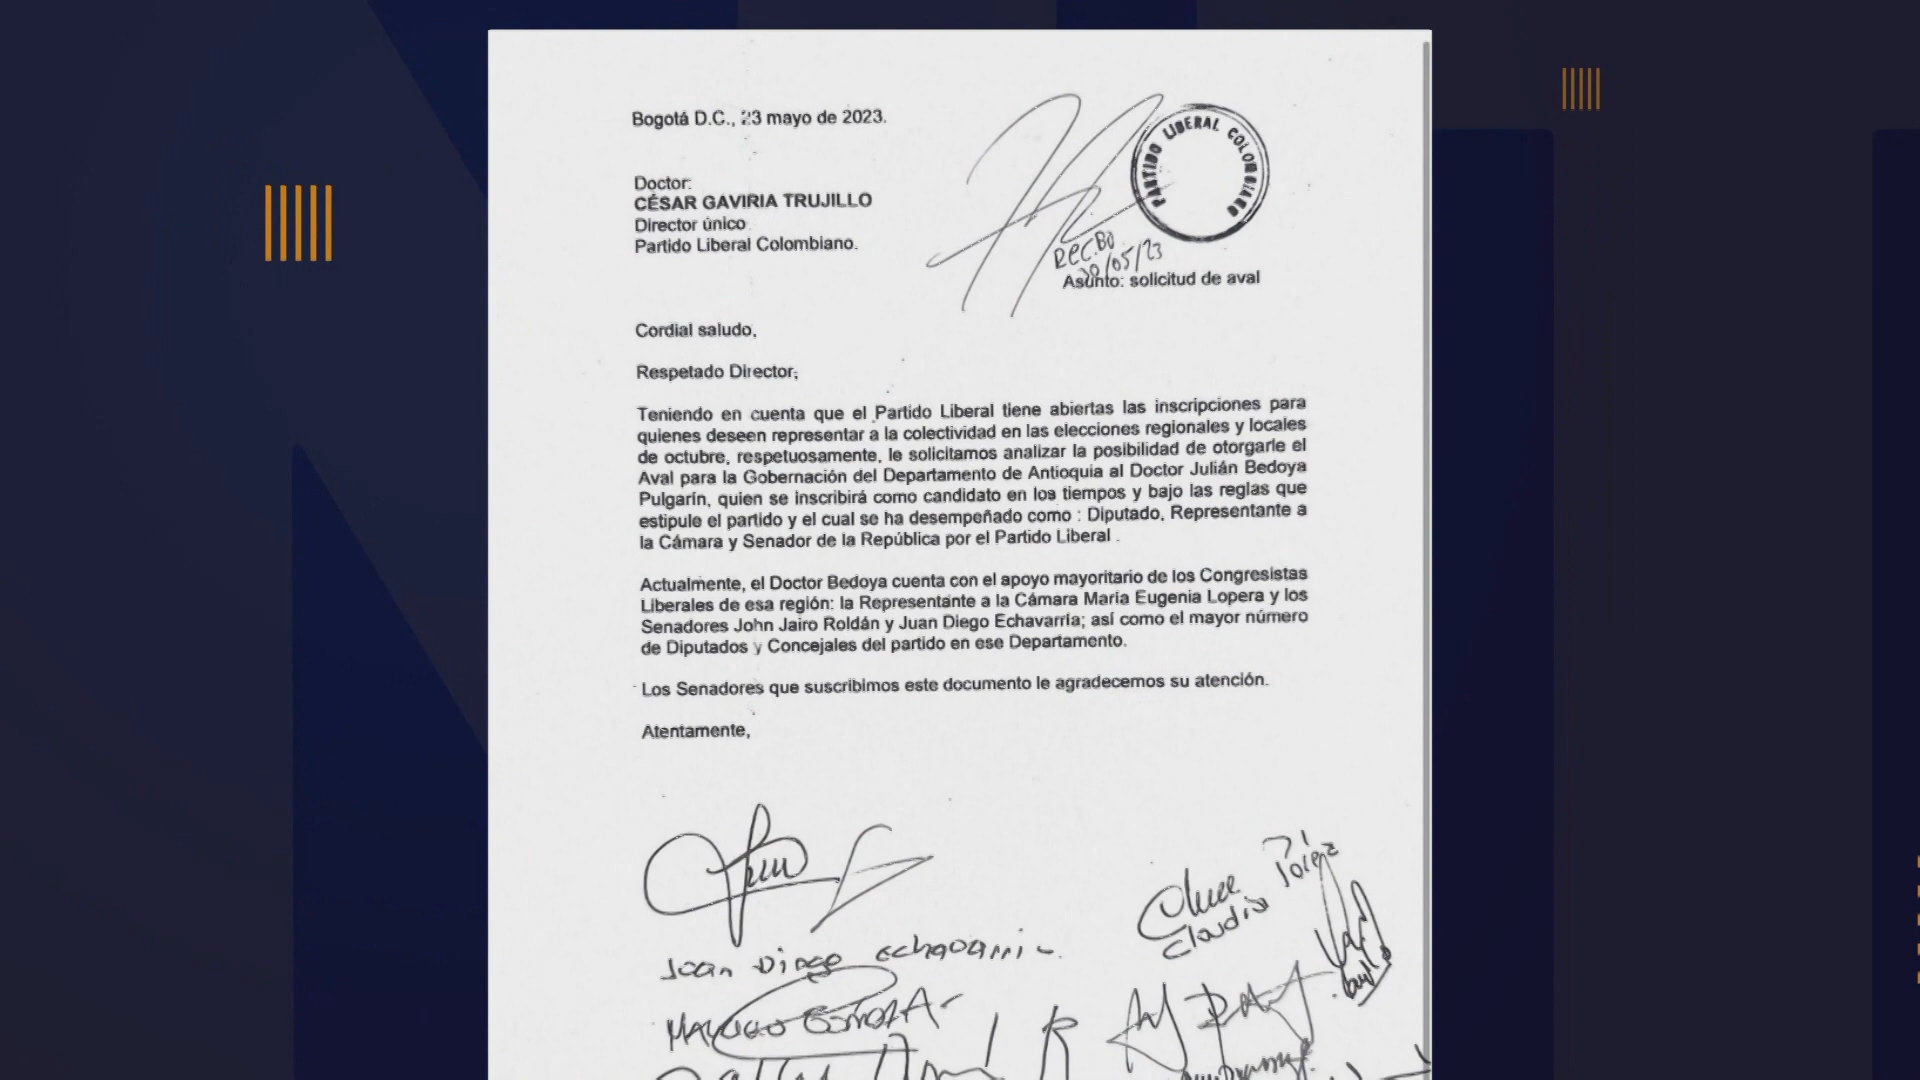 Bogotá D.C., 23 mayo de 2023.
PARTIDO LIBERAL COLOMBIANO
Doctor:
CÉSAR GAVIRIA TRUJILLO
Director único
Partido Liberal Colombiano.
/05/23
Asunto: solicitud de aval
Cordial saludo,
Respetado Director,
Teniendo en cuenta que el Partido Liberal tiene abiertas las inscripciones para
quienes deseen representar a la colectividad en las elecciones regionales y locales
de octubre, respetuosamente, le solicitamos analizar la posibilidad de otorgarle el
Aval para la Gobernación del Departamento de Antioquia al Doctor Julián Bedoya
Pulgarín, quien se inscribirá como candidato en los tiempos y bajo las reglas que
estipule el partido y el cual se ha desempeñado como : Diputado, Representante a
la Cámara y Senador de la República por el Partido Liberal .
Actualmente, el Doctor Bedoya cuenta con el apoyo mayoritario de los Congresistas
Liberales de esa región: la Representante a la Cámara María Eugenia Lopera y los
Senadores John Jairo Roldán y Juan Diego Echavarría; así como el mayor número
de Diputados y Concejales del partido en ese Departamento.
Los Senadores que suscribimos este documento le agradecemos su atención.
Atentamente,
Claudia
Juan Diego Echavarri